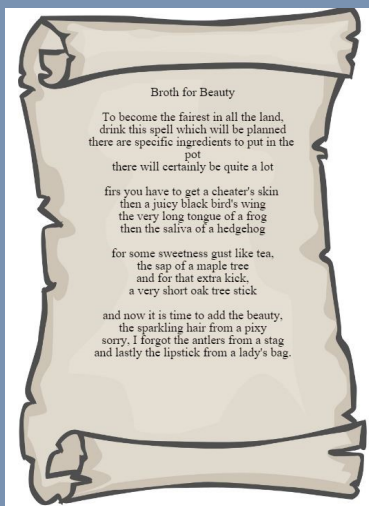 Broth for Beauty
To become the fairest in all the land,
drink this spell which will be planned
there are specific ingredients to put in the
pot
there will certainly be quite a lot
firs you have to get a cheater's skin
then a juicy black bird's wing
the very long tongue of a frog
then the saliva of a hedgehog
for some sweetness gust like tea,
the sap of a maple tree
and for that extra kick,
a very short oak tree stick
and now it is time to add the beauty,
the sparkling hair from a pixy
sorry, I forgot the antlers from a stag
and lastly the lipstick from a lady's bag.